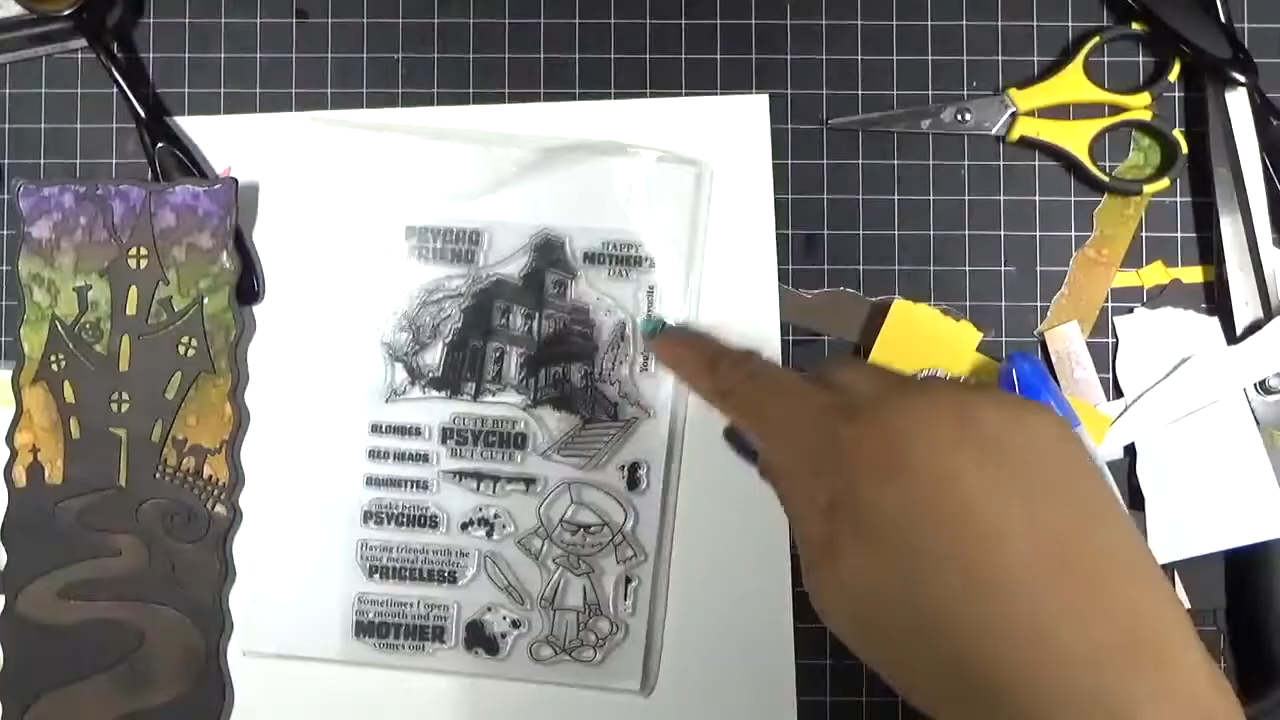 PSYCHO
FRIEND
HAPPY
MOTHER'S
DAY
BLONDES
RED HEADS
BRUNETTES
CUTE BUT
PSYCHO
BUT CUTE
make better
PSYCHOS
Having friends with the
same mental disorder...
PRICELESS
Sometimes I open
my mouth and my
MOTHER
comes out